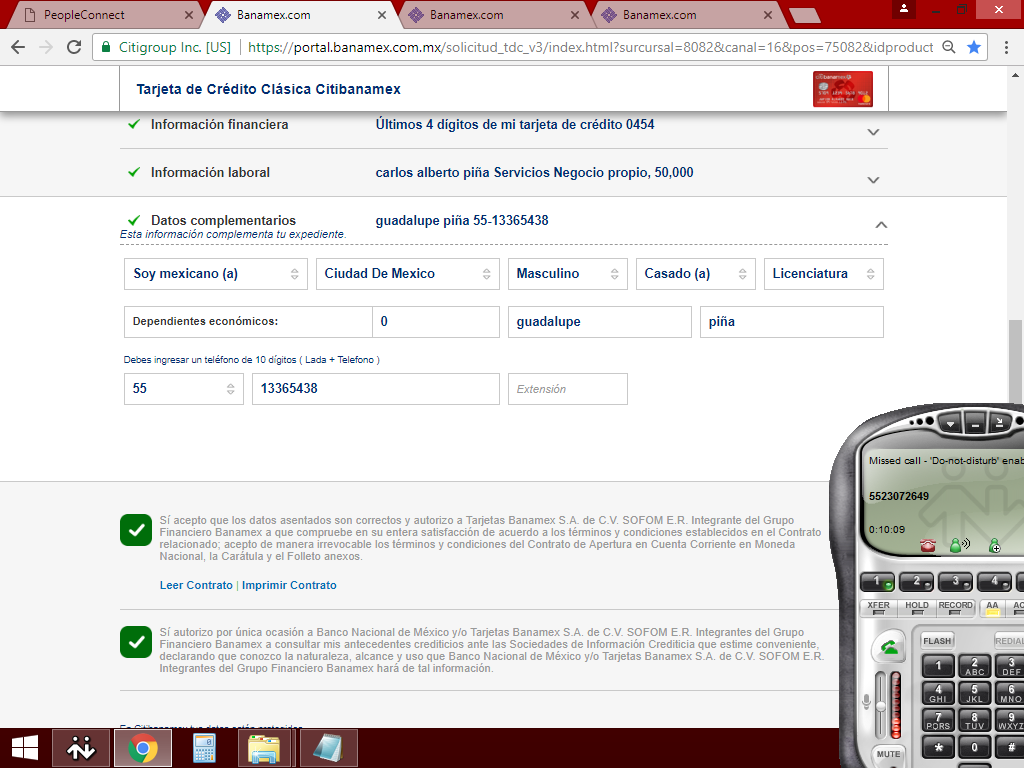 PeopleConnect
Banamex.com
Banamex.com
Banamex.com
Citigroup Inc. [US]
https://portal.banamex.com.mx/solicitud_tdc_v3/index.html?surcursal=8082&canal=16&pos=75082&idproduct
Tarjeta de Crédito Clásica Citibanamex
Información financiera
Últimos 4 dígitos de mi tarjeta de crédito 0454
Información laboral
carlos alberto piña Servicios Negocio propio, 50,000
Datos complementarios
guadalupe piña 55-13365438
Esta información complementa tu expediente.
Soy mexicano (a)
Ciudad De Mexico
Masculino
Casado (a)
Licenciatura
Dependientes económicos:
0
guadalupe
piña
Debes ingresar un teléfono de 10 dígitos ( Lada + Telefono )
55
13365438
Extensión
Sí acepto que los datos asentados son correctos y autorizo a Tarjetas Banamex S.A. de C.V. SOFOM E.R. Integrante del Grupo
Financiero Banamex a que compruebe en su entera satisfacción de acuerdo a los términos y condiciones establecidos en el Contrato
relacionado; acepto de manera irrevocable los términos y condiciones del Contrato de Apertura en Cuenta Corriente en Moneda
Nacional, la Carátula y el Folleto anexos.
Leer Contrato | Imprimir Contrato
Sí autorizo por única ocasión a Banco Nacional de México y/o Tarjetas Banamex S.A. de C.V. SOFOM E.R. Integrantes del Grupo
Financiero Banamex a consultar mis antecedentes crediticios ante las Sociedades de Información Crediticia que estime conveniente,
declarando que conozco la naturaleza, alcance y uso que Banco Nacional de México y/o Tarjetas Banamex S.A. de C.V. SOFOM E.R.
Integrantes del Grupo Financiero Banamex hará de tal información.
En Citibanamex tus datos están protegidos
Missed call - 'Do-not-disturb' enab
5523072649
0:10:09
1
2
3
4
XFER
HOLD
RECORD
AA
AC
FLASH
REDIAL
1
2 ABC
3 DEF
4 GHI
5 JKL
6 MNO
7 PQRS
8 TUV
9 WXYZ
*
0
#
MUTE